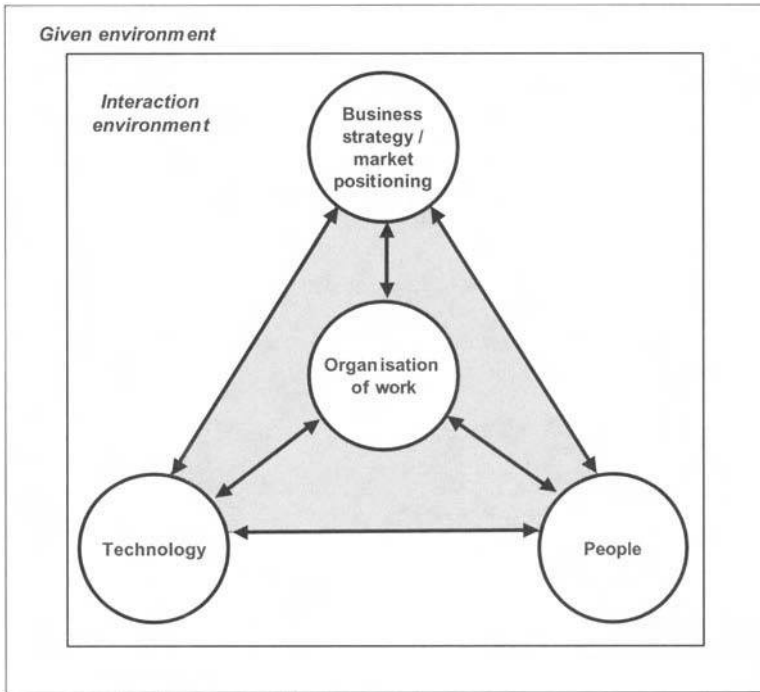 Given environment
Interaction
environment
Business
strategy /
market
positioning
Organisation
of work
Technology
People